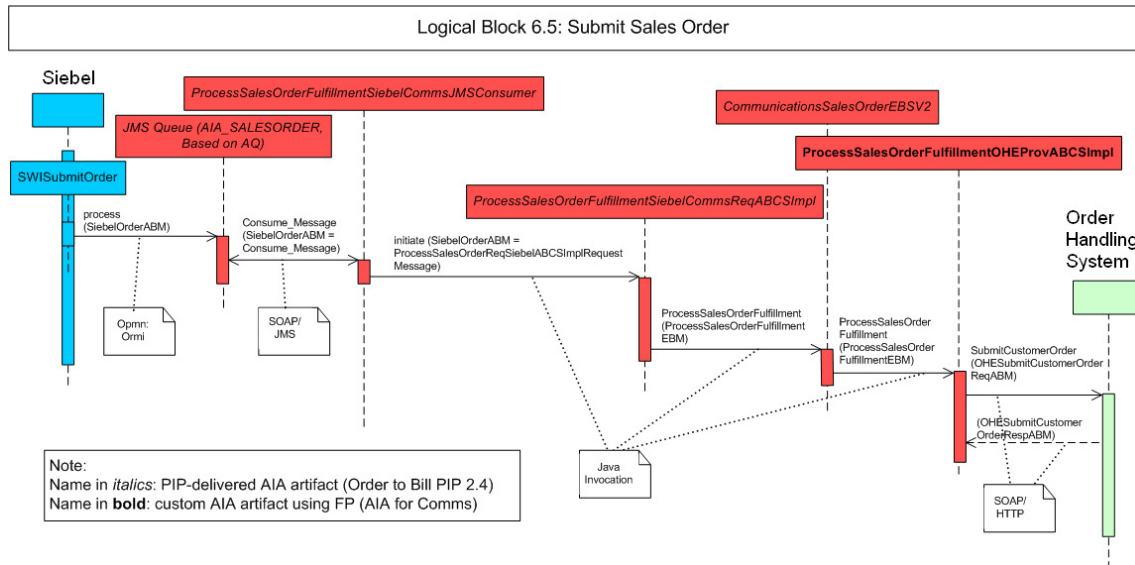 Logical Block 6.5: Submit Sales Order
Siebel
ProcessSalesOrderFulfillmentSiebelCommsJMSConsumer
CommunicationsSalesOrderEBSV2
JMS Queue (AIA_SALESORDER,
Based on AQ)
ProcessSalesOrderFulfillmentOHEProvABCSImpl
SWISubmitOrder
ProcessSalesOrderFulfillmentSiebelCommsReqABCSImpl
process
(SiebelOrderABM)
Consume_Message
(SiebelOrderABM =
Consume_Message)
initiate (SiebelOrderABM =
ProcessSalesOrderReqSiebelABCSImplRequest
Message)
Order
Handling
System
Opmn:
Ormi
SOAP/
JMS
ProcessSalesOrderFulfillment
(ProcessSalesOrderFulfillment
EBM)
ProcessSalesOrder
Fulfillment
(ProcessSalesOrder
FulfillmentEBM)
SubmitCustomerOrder
(OHESubmitCustomerOrder
ReqABM)
(OHESubmitCustomer
OrderRespABM)
Note:
Name in italics: PIP-delivered AIA artifact (Order to Bill PIP 2.4)
Name in bold: custom AIA artifact using FP (AIA for Comms)
Java
Invocation
SOAP/
HTTP